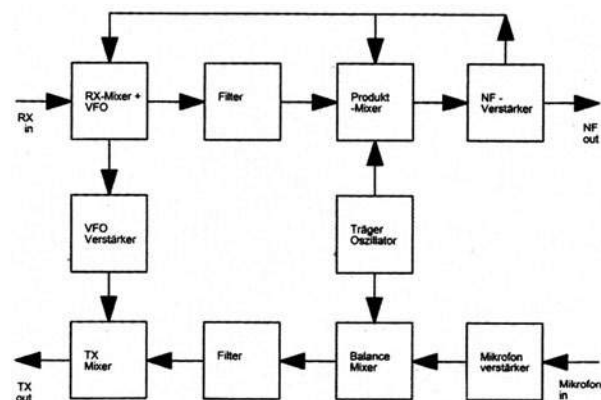 RX-Mixer +
VFO
Filter
Produkt
-Mixer
NF -
Verstärker
RX
in
NF
out
VFO
Verstärker
Träger
Oszillator
TX
Mixer
Filter
Balance
Mixer
Mikrofon
verstärker
TX
out
Mikrofon
in